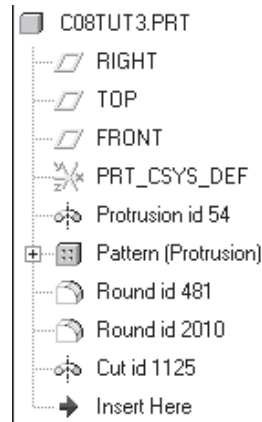 C08TUT3.PRT
RIGHT
TOP
FRONT
PRT_CSYS_DEF
Protrusion id 54
Pattern (Protrusion)
Round id 481
Round id 2010
Cut id 1125
Insert Here